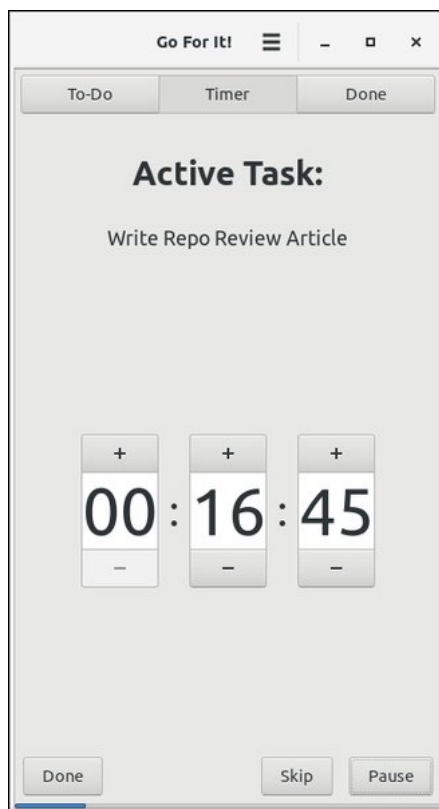 Go For It!
To-Do Timer Done
Active Task:
Write Repo Review Article
+ + +
00 : 16 : 45
− − −
Done Skip Pause